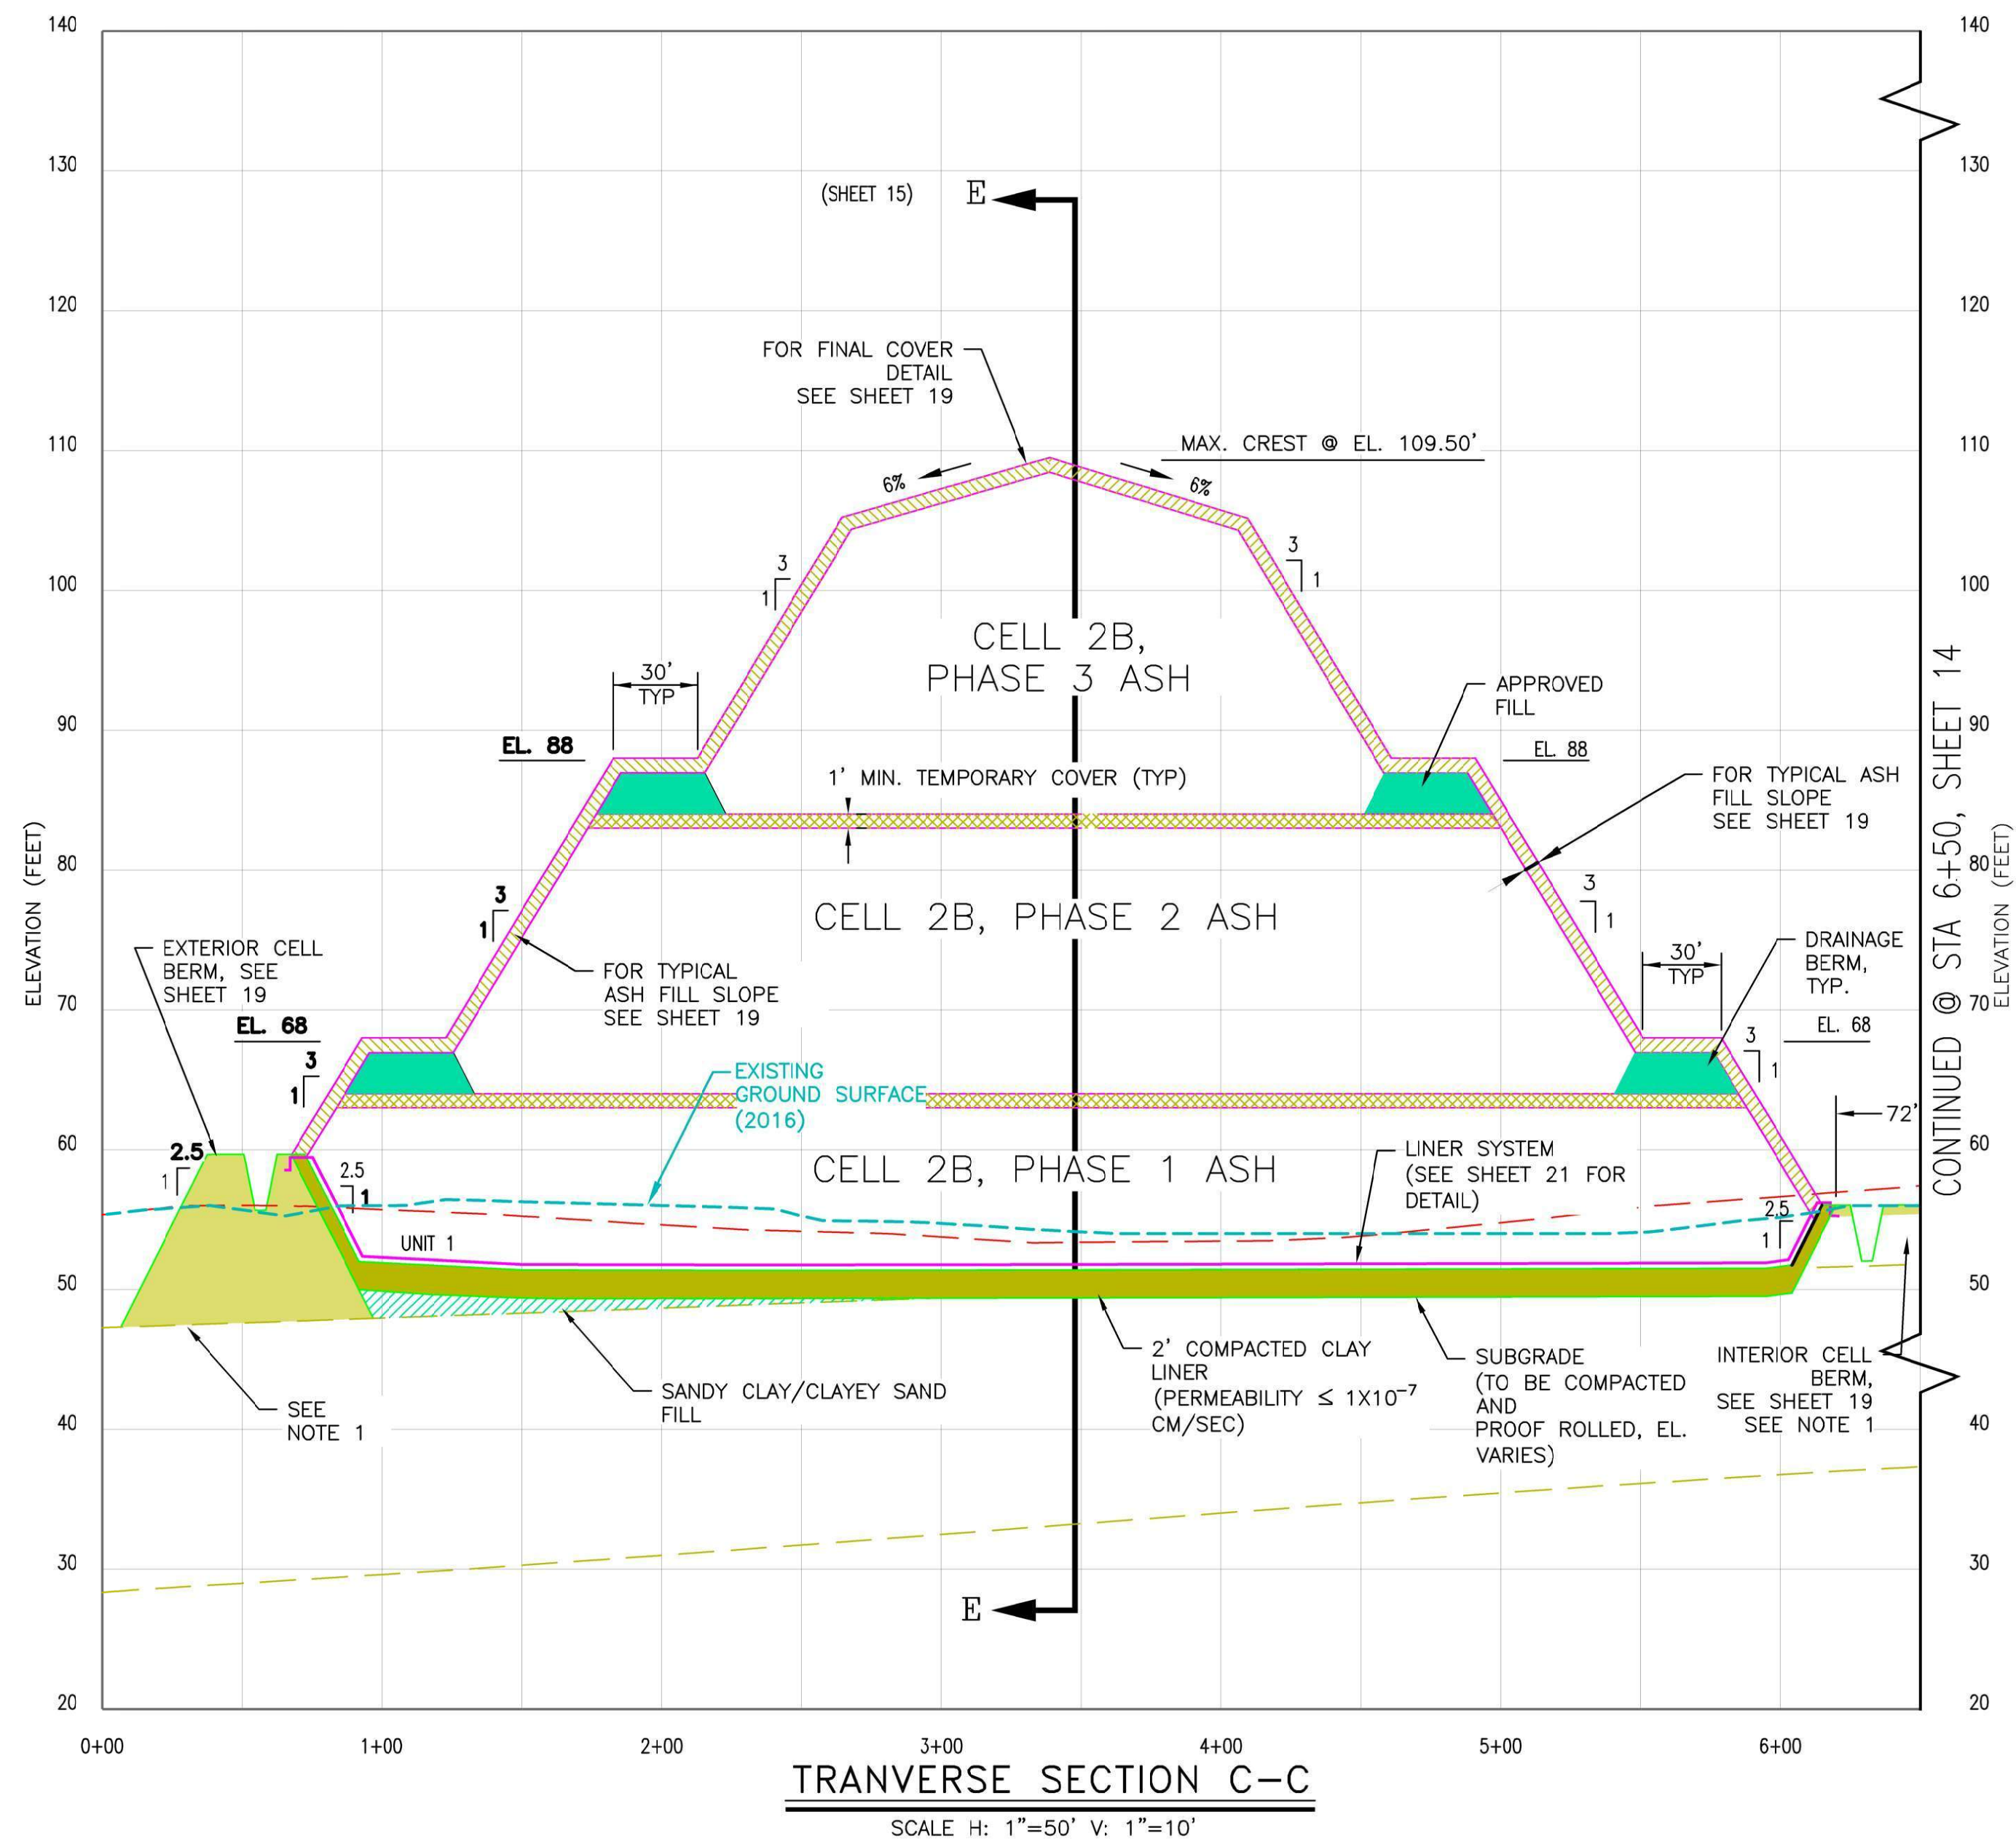 140
140
130
130
(SHEET 15)
E
120
120
FOR FINAL COVER
DETAIL
SEE SHEET 19
110
MAX. CREST @ EL. 109.50'
110
6%
6%
3
1
3
1
100
100
CELL 2B,
PHASE 3 ASH
30'
TYP
APPROVED
FILL
90
EL. 88
EL. 88
90
1' MIN. TEMPORARY COVER (TYP)
FOR TYPICAL ASH
FILL SLOPE
SEE SHEET 19
80
80
3
1
3
1
CELL 2B, PHASE 2 ASH
EXTERIOR CELL
BERM, SEE
SHEET 19
FOR TYPICAL
ASH FILL SLOPE
SEE SHEET 19
30'
TYP
DRAINAGE
BERM,
TYP.
70
70
ELEVATION (FEET)
ELEVATION (FEET)
CONTINUED @ STA 6+50, SHEET 14
EL. 68
EL. 68
3
1
3
1
EXISTING
GROUND SURFACE
(2016)
72'
60
60
2.5
1
2.5
1
CELL 2B, PHASE 1 ASH
LINER SYSTEM
(SEE SHEET 21 FOR
DETAIL)
2.5
1
UNIT 1
50
50
SEE
NOTE 1
SANDY CLAY/CLAYEY SAND
FILL
2' COMPACTED CLAY
LINER
(PERMEABILITY ≤ 1X10⁻⁷
CM/SEC)
SUBGRADE
(TO BE COMPACTED
AND
PROOF ROLLED, EL.
VARIES)
INTERIOR CELL
BERM,
SEE SHEET 19
SEE NOTE 1
40
40
30
30
E
20
20
0+00
1+00
2+00
3+00
4+00
5+00
6+00
TRANVERSE SECTION C-C
SCALE H: 1"=50' V: 1"=10'